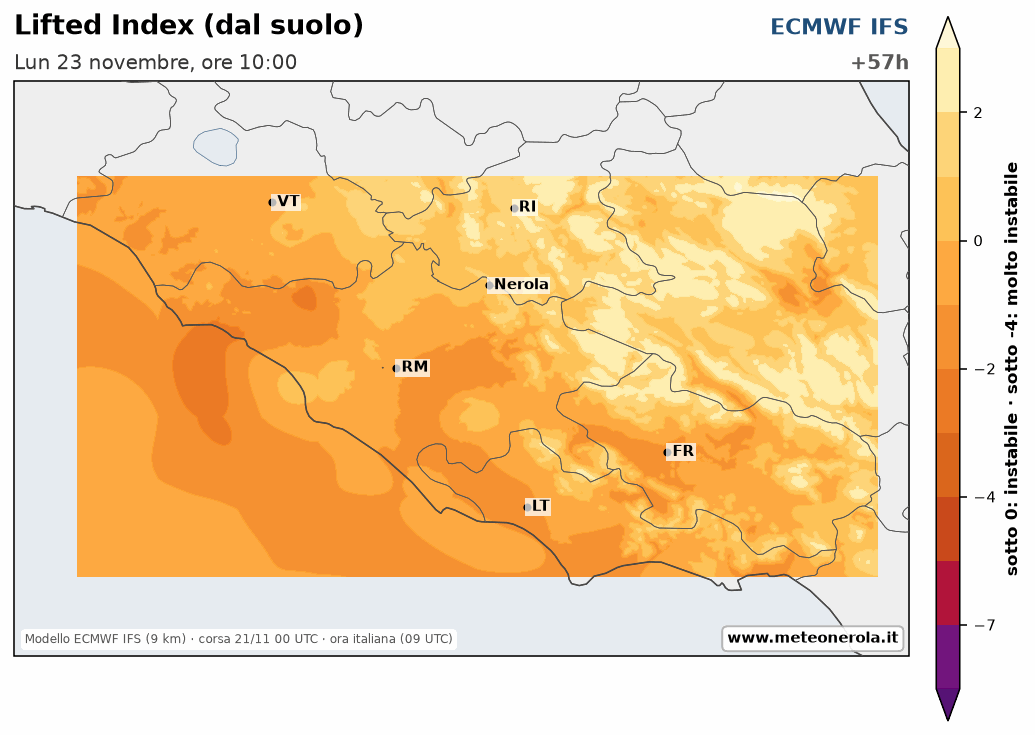 Lifted Index (dal suolo)
ECMWF IFS
Lun 23 novembre, ore 10:00
+57h
VT
RI
Nerola
RM
FR
LT
2
0
−2
−4
−7
sotto 0: instabile · sotto -4: molto instabile
Modello ECMWF IFS (9 km) · corsa 21/11 00 UTC · ora italiana (09 UTC)
www.meteonerola.it